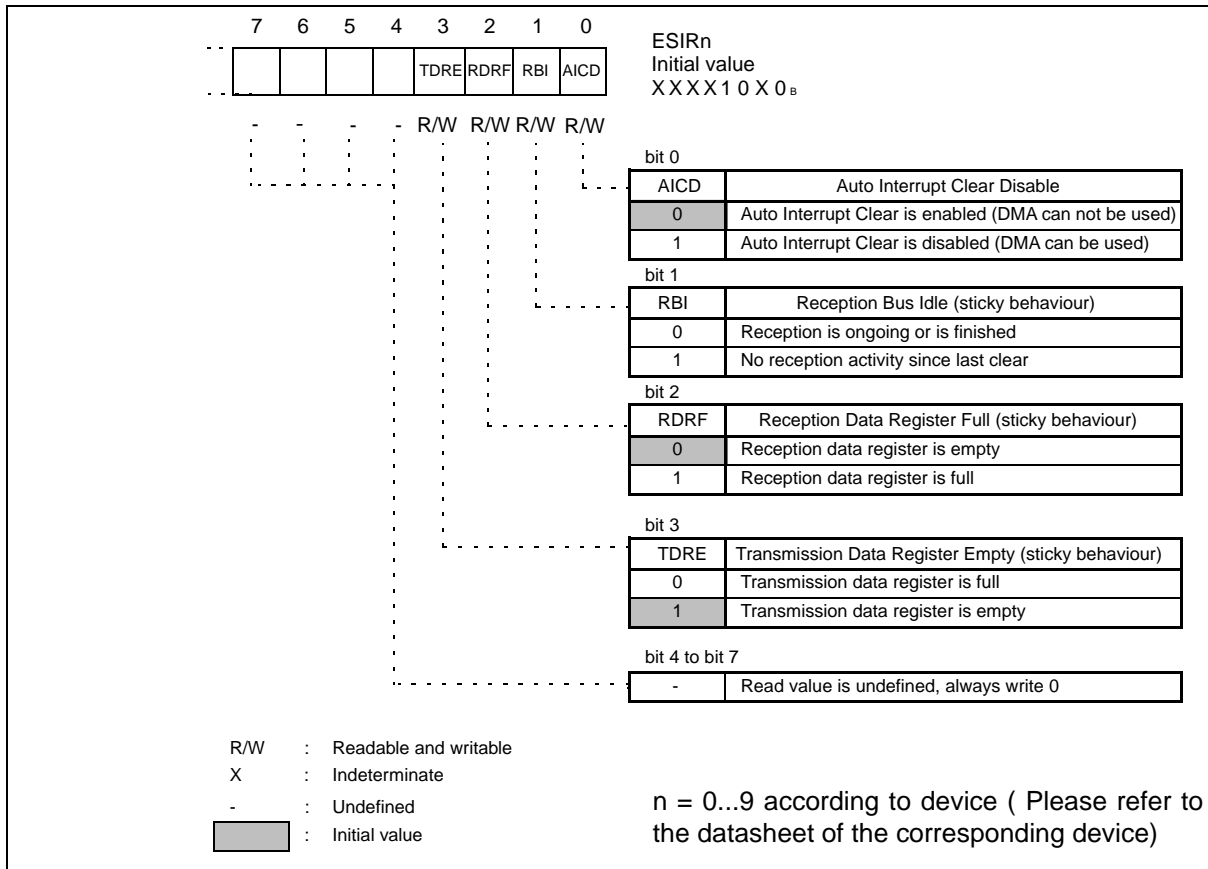 7 6 5 4 3 2 1 0
TDRE RDRF RBI AICD
ESIRn
Initial value
X X X X 1 0 X 0 B
- - - - R/W R/W R/W R/W
bit 0
AICD Auto Interrupt Clear Disable
0 Auto Interrupt Clear is enabled (DMA can not be used)
1 Auto Interrupt Clear is disabled (DMA can be used)
bit 1
RBI Reception Bus Idle (sticky behaviour)
0 Reception is ongoing or is finished
1 No reception activity since last clear
bit 2
RDRF Reception Data Register Full (sticky behaviour)
0 Reception data register is empty
1 Reception data register is full
bit 3
TDRE Transmission Data Register Empty (sticky behaviour)
0 Transmission data register is full
1 Transmission data register is empty
bit 4 to bit 7
- Read value is undefined, always write 0
R/W : Readable and writable
X : Indeterminate
- : Undefined
: Initial value
n = 0...9 according to device ( Please refer to
the datasheet of the corresponding device)